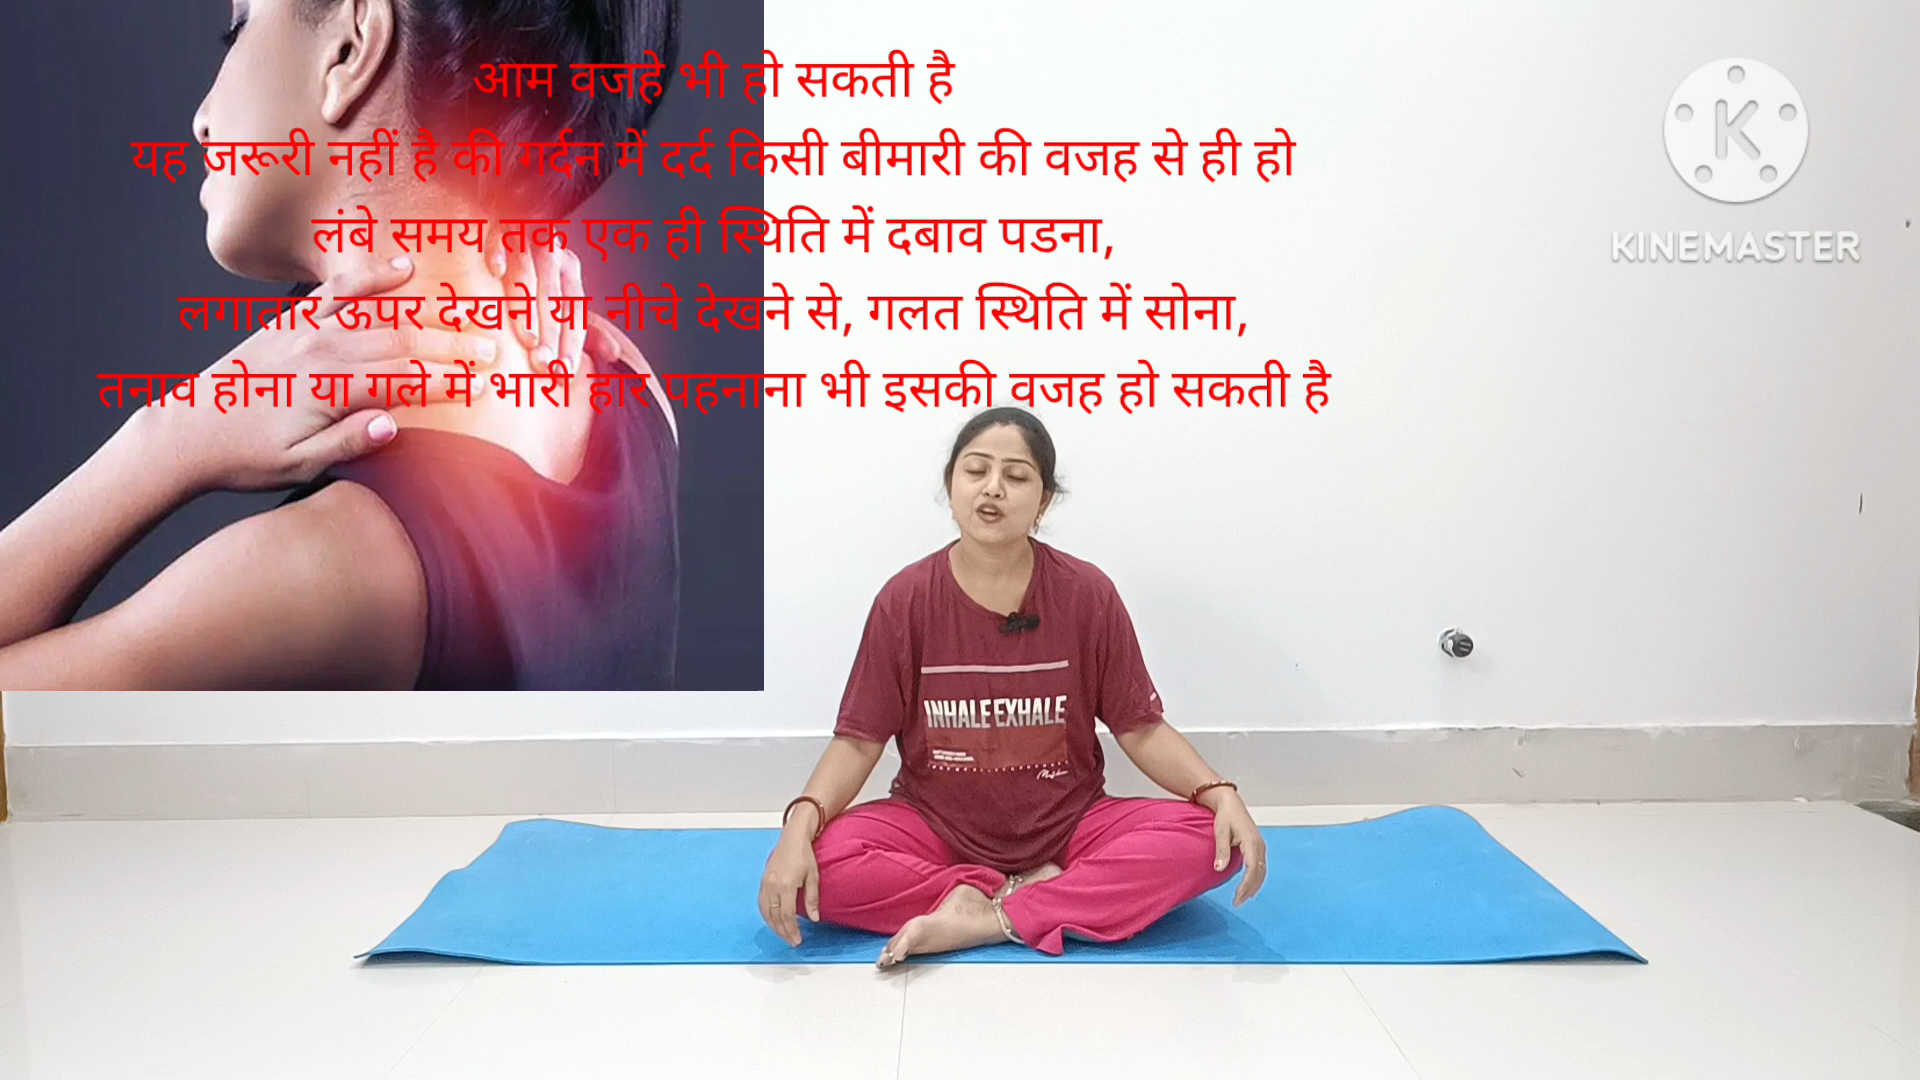 आम वजहे भी हो सकती है
यह जरूरी नहीं है की गर्दन में दर्द किसी बीमारी की वजह से ही हो
लंबे समय तक एक ही स्थिति में दबाव पडना,
लगातार ऊपर देखने या नीचे देखने से, गलत स्थिति में सोना,
तनाव होना या गले में भारी हार पहनाना भी इसकी वजह हो सकती है
K
KINEMASTER
INHALE EXHALE